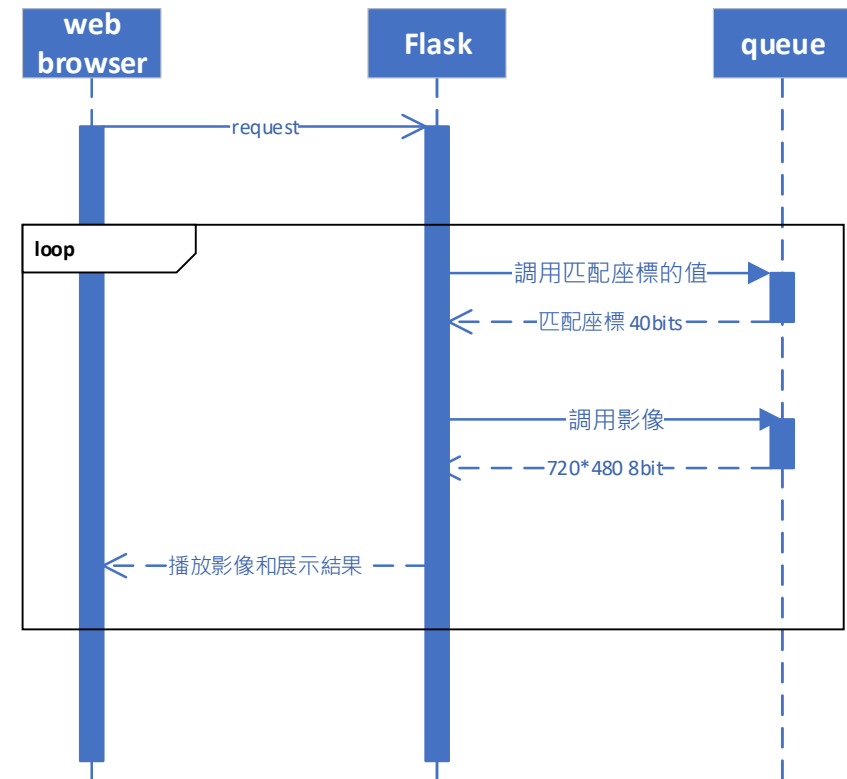 web
browser
Flask
queue
request
loop
調用匹配座標的值
匹配座標 40bits
調用影像
720*480 8bit
播放影像和展示結果